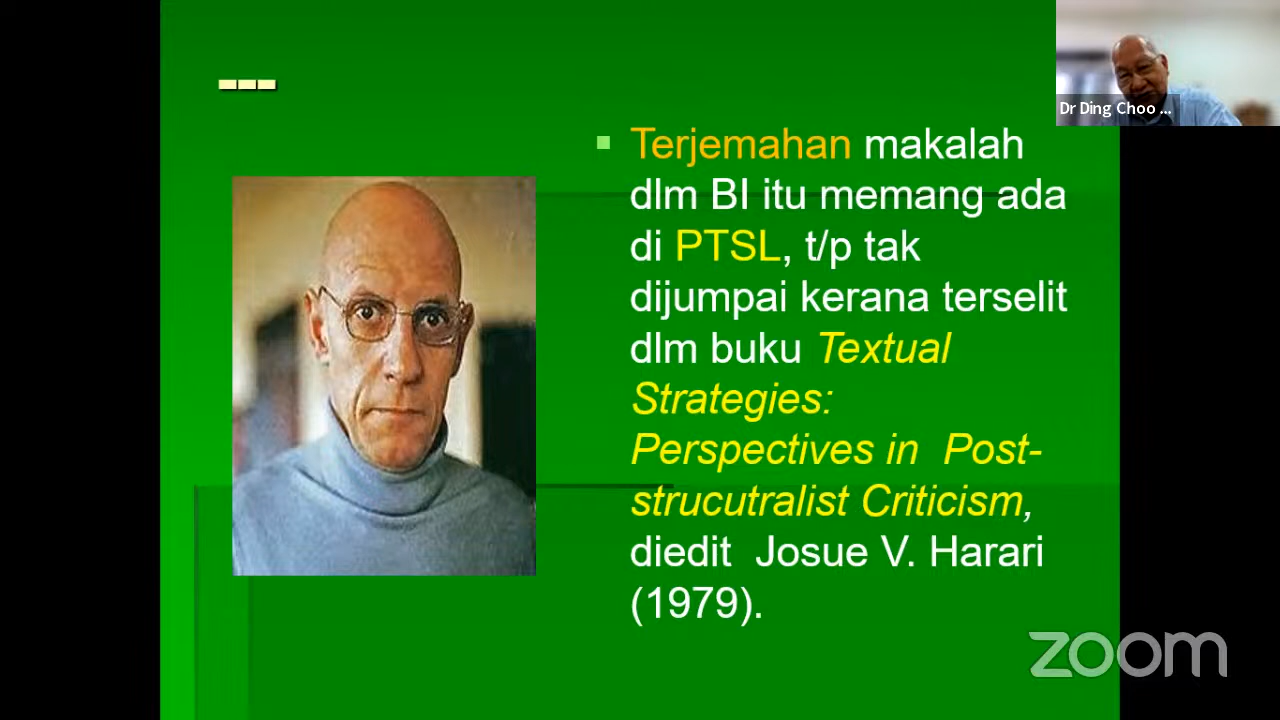 ---
Dr Ding Choo ...
Terjemahan makalah
dlm BI itu memang ada
di PTSL, t/p tak
dijumpai kerana terselit
dlm buku Textual
Strategies:
Perspectives in Post-
strucutralist Criticism,
diedit Josue V. Harari
(1979).
zoom